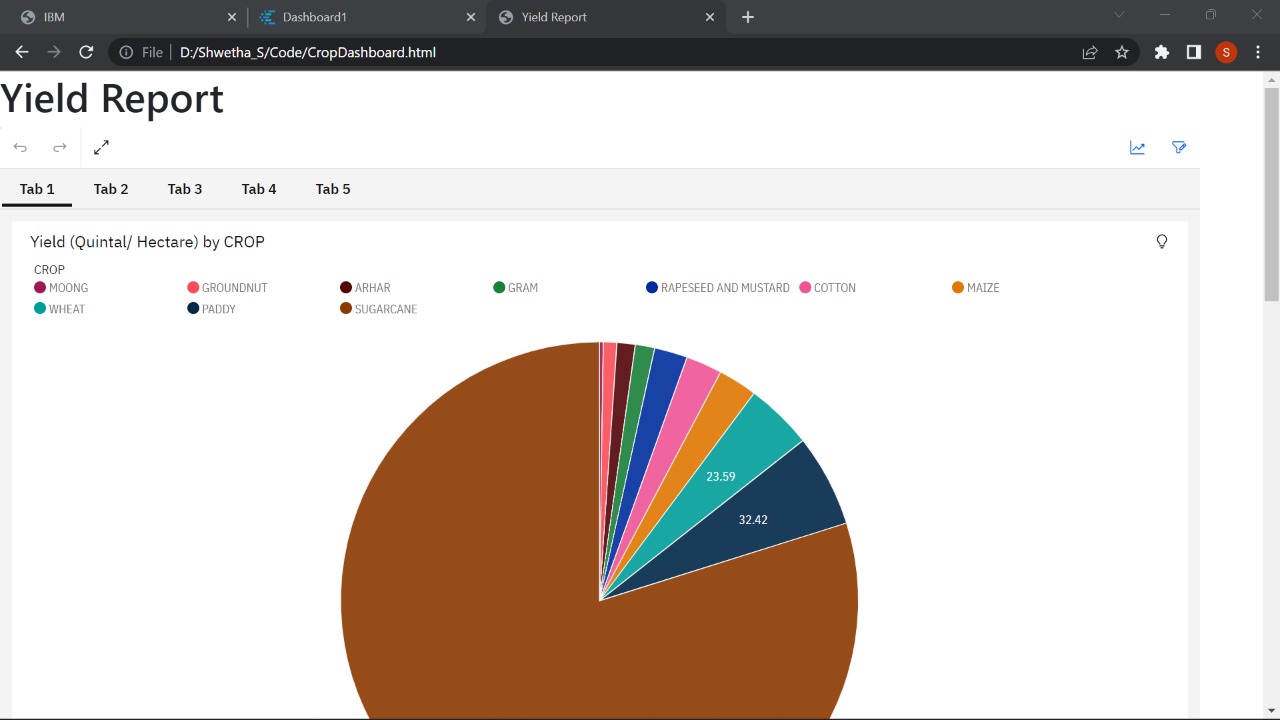 IBM Dashboard1 Yield Report
File D:/Shwetha_S/Code/CropDashboard.html S
Yield Report
Tab 1 Tab 2 Tab 3 Tab 4 Tab 5
Yield (Quintal/ Hectare) by CROP
CROP
MOONG GROUNDNUT ARHAR GRAM RAPESEED AND MUSTARD COTTON MAIZE
WHEAT PADDY SUGARCANE
23.59
32.42